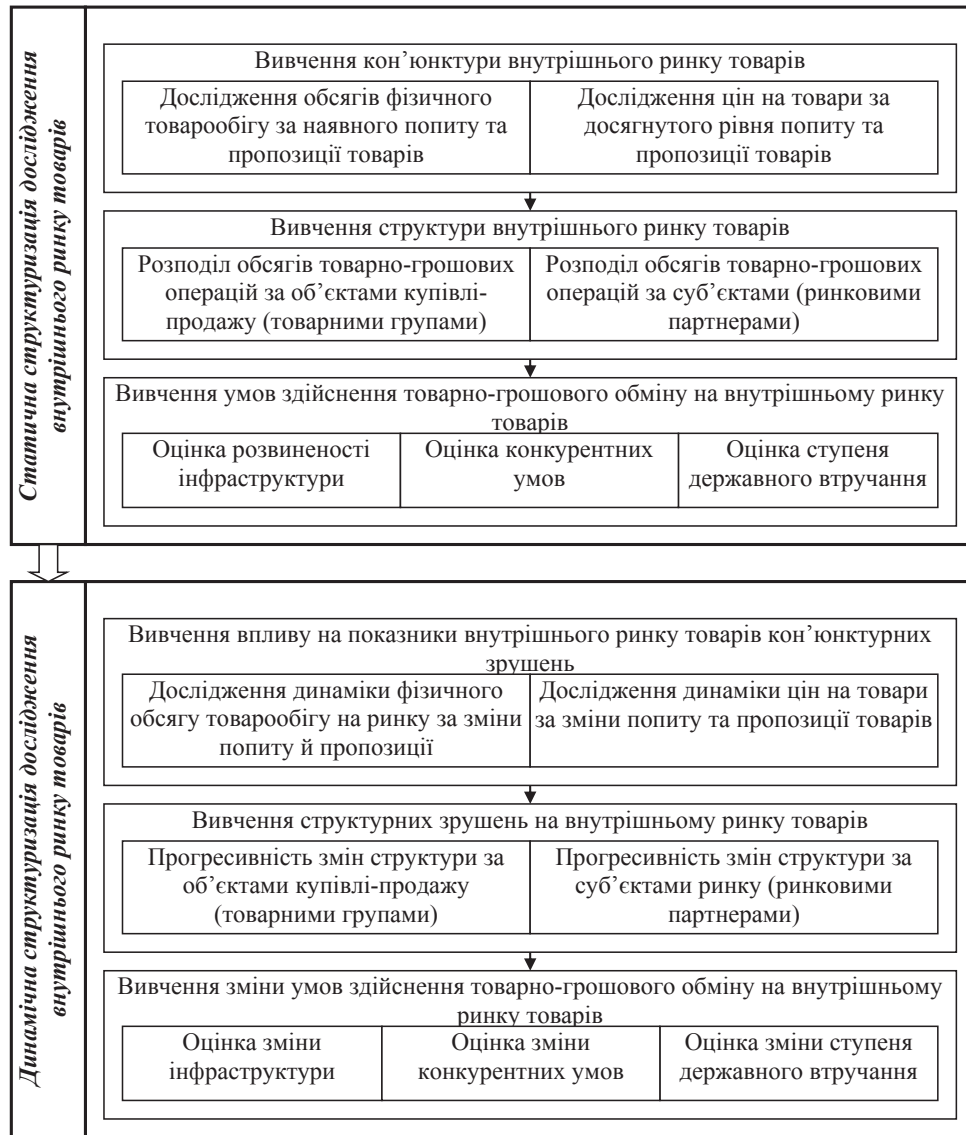 Статична структуризація дослідження
внутрішнього ринку товарів
Вивчення кон’юнктури внутрішнього ринку товарів
Дослідження обсягів фізичного
товарообігу за наявного попиту та
пропозиції товарів
Дослідження цін на товари за
досягнутого рівня попиту та
пропозиції товарів
Вивчення структури внутрішнього ринку товарів
Розподіл обсягів товарно-грошових
операцій за об’єктами купівлі-
продажу (товарними групами)
Розподіл обсягів товарно-грошових
операцій за суб’єктами (ринковими
партнерами)
Вивчення умов здійснення товарно-грошового обміну на внутрішньому ринку
товарів
Оцінка розвиненості
інфраструктури
Оцінка конкурентних
умов
Оцінка ступеня
державного втручання
Динамічна структуризація дослідження
внутрішнього ринку товарів
Вивчення впливу на показники внутрішнього ринку товарів кон’юнктурних
зрушень
Дослідження динаміки фізичного
обсягу товарообігу на ринку за зміни
попиту й пропозиції
Дослідження динаміки цін на товари
за зміни попиту та пропозиції товарів
Вивчення структурних зрушень на внутрішньому ринку товарів
Прогресивність змін структури за
об’єктами купівлі-продажу
(товарними групами)
Прогресивність змін структури за
суб’єктами ринку (ринковими
партнерами)
Вивчення зміни умов здійснення товарно-грошового обміну на внутрішньому
ринку товарів
Оцінка зміни
інфраструктури
Оцінка зміни
конкурентних умов
Оцінка зміни ступеня
державного втручання